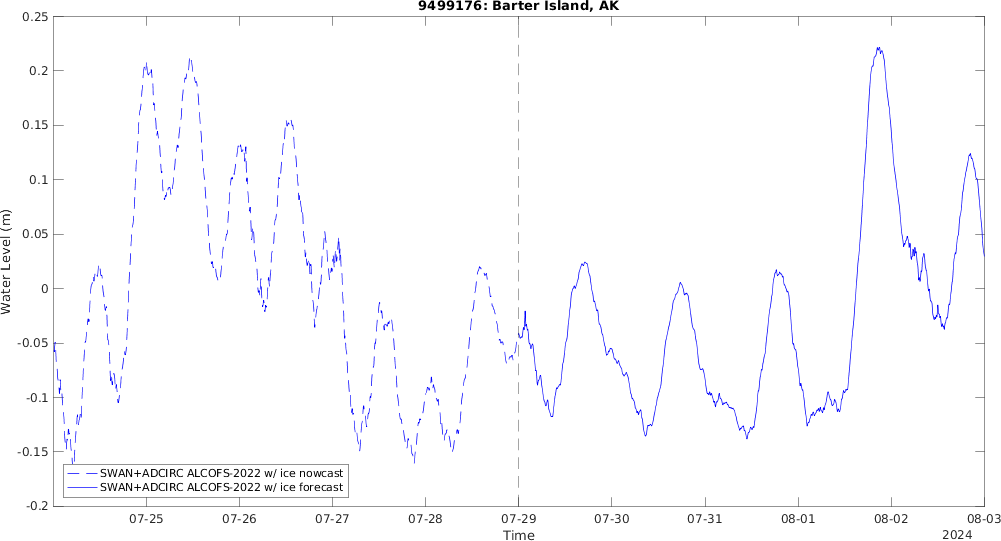 9499176: Barter Island, AK
0.25
0.2
0.15
0.1
0.05
0
-0.05
-0.1
-0.15
-0.2
Water Level (m)
SWAN+ADCIRC ALCOFS-2022 w/ ice nowcast
SWAN+ADCIRC ALCOFS-2022 w/ ice forecast
07-25 07-26 07-27 07-28 07-29 07-30 07-31 08-01 08-02 08-03
Time 2024